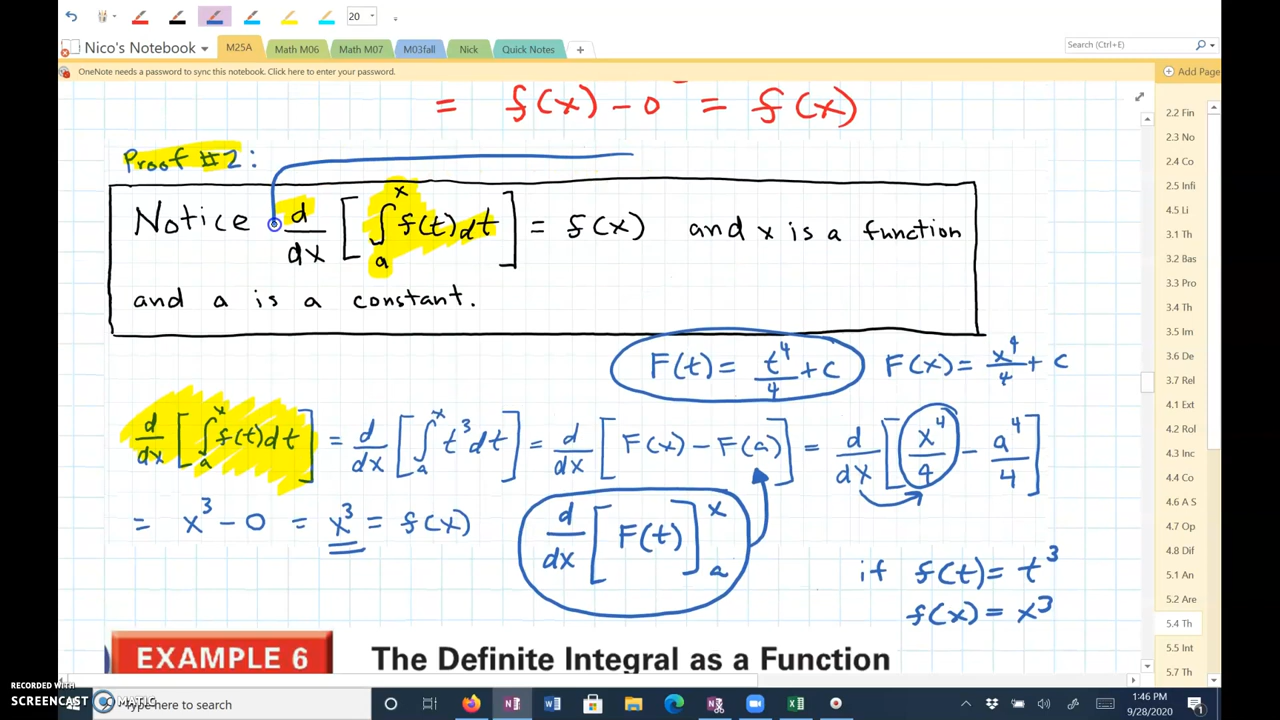 20
Nico's Notebook
M25A
Math M06
Math M07
M03fall
Nick
Quick Notes
+
Search (Ctrl+E)
OneNote needs a password to sync this notebook. Click here to enter your password.
Add Page
= f(x) - 0 = f(x)
Proof #2:
Notice d/dx [∫ₐˣ f(t)dt] = f(x) and x is a function
and a is a constant.
F(t) = t⁴/4 + c F(x) = x⁴/4 + c
d/dx [∫ₐˣ f(t)dt] = d/dx [∫ₐˣ t³dt] = d/dx [F(x) - F(a)] = d/dx [x⁴/4 - a⁴/4]
= x³ - 0 = x³ = f(x)
d/dx [F(t)]ₐˣ
if f(t) = t³
f(x) = x³
EXAMPLE 6 The Definite Integral as a Function
2.2 Fin
2.3 No
2.4 Co
2.5 Infi
4.5 Li
3.1 Th
3.2 Bas
3.3 Pro
3.4 Th
3.5 Im
3.6 De
3.7 Rel
4.1 Ext
4.2 Rol
4.3 Inc
4.4 Co
4.6 A S
4.7 Op
4.8 Dif
5.1 An
5.2 Are
5.4 Th
5.5 Int
5.7 Th
RECORDED WITH
SCREENCAST MATIC
Type here to search
1:46 PM
9/28/2020